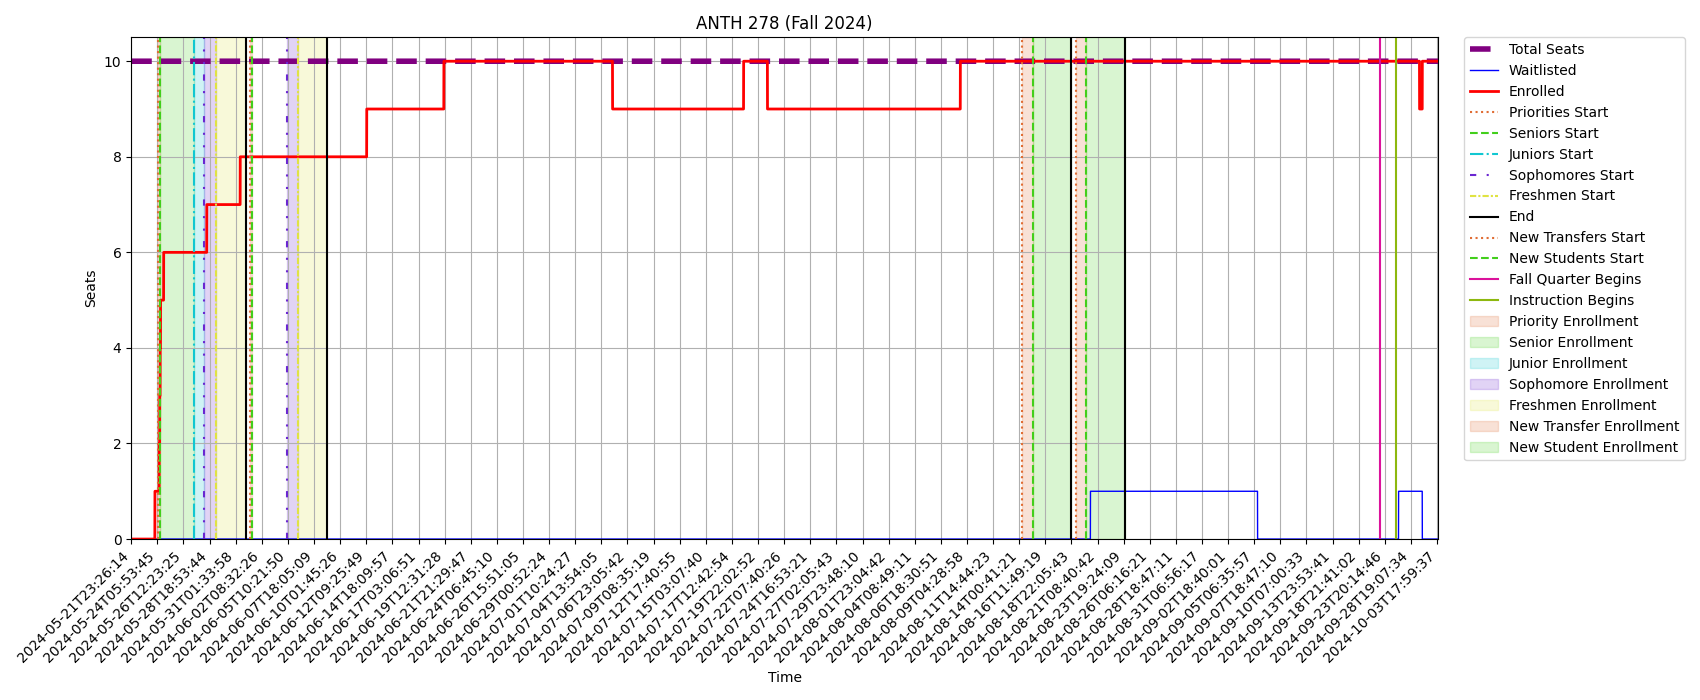 ANTH 278 (Fall 2024)
Total Seats
Waitlisted
Enrolled
Priorities Start
Seniors Start
Juniors Start
Sophomores Start
Freshmen Start
End
New Transfers Start
New Students Start
Fall Quarter Begins
Instruction Begins
Priority Enrollment
Senior Enrollment
Junior Enrollment
Sophomore Enrollment
Freshmen Enrollment
New Transfer Enrollment
New Student Enrollment
10
8
6
4
2
0
Seats
2024-05-21T23:26:14
2024-05-24T05:53:45
2024-05-26T12:23:25
2024-05-28T18:53:44
2024-05-31T01:33:58
2024-06-02T08:32:26
2024-06-05T10:21:50
2024-06-07T18:05:09
2024-06-10T01:45:26
2024-06-12T09:25:49
2024-06-14T18:09:57
2024-06-17T03:06:51
2024-06-19T12:31:28
2024-06-21T21:29:47
2024-06-24T06:45:10
2024-06-26T15:51:05
2024-06-29T00:52:24
2024-07-01T10:24:27
2024-07-04T13:54:05
2024-07-06T23:05:42
2024-07-09T08:35:19
2024-07-12T17:40:55
2024-07-15T03:07:40
2024-07-17T12:42:54
2024-07-19T22:02:52
2024-07-22T07:40:26
2024-07-24T16:53:21
2024-07-27T02:05:43
2024-07-29T23:48:10
2024-08-01T23:04:42
2024-08-04T08:49:11
2024-08-06T18:30:51
2024-08-09T04:28:58
2024-08-11T14:44:23
2024-08-14T00:41:21
2024-08-16T11:49:19
2024-08-18T22:05:43
2024-08-21T08:40:42
2024-08-23T19:24:09
2024-08-26T06:16:21
2024-08-28T18:47:11
2024-08-31T06:56:17
2024-09-02T18:40:01
2024-09-05T06:35:57
2024-09-07T18:47:10
2024-09-10T07:00:33
2024-09-13T23:53:41
2024-09-18T21:41:02
2024-09-23T20:14:46
2024-09-28T19:07:34
2024-10-03T17:59:37
Time